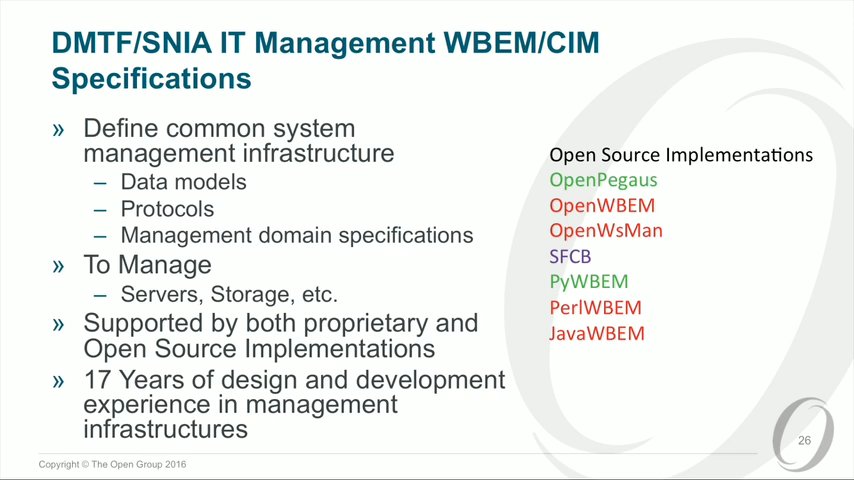 DMTF/SNIA IT Management WBEM/CIM
Specifications
» Define common system
management infrastructure
– Data models
– Protocols
– Management domain specifications
» To Manage
– Servers, Storage, etc.
» Supported by both proprietary and
Open Source Implementations
» 17 Years of design and development
experience in management
infrastructures
Open Source Implementations
OpenPegaus
OpenWBEM
OpenWsMan
SFCB
PyWBEM
PerlWBEM
JavaWBEM
26
Copyright © The Open Group 2016